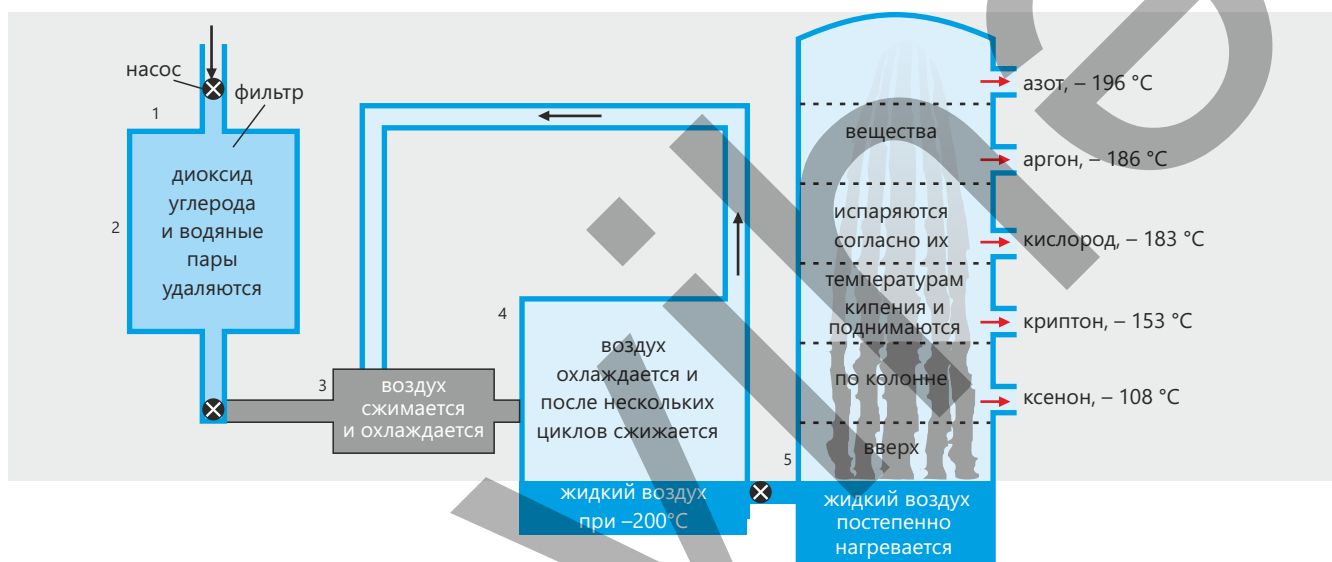 насос
фильтр
1
диоксид
углерода
и водяные
пары
удаляются
2
3
воздух
сжимается
и охлаждается
4
воздух
охлаждается и
после нескольких
циклов сжижается
жидкий воздух
при –200°C
5
вещества
испаряются
согласно их
температурам
кипения и
поднимаются
по колонне
вверх
жидкий воздух
постепенно
нагревается
азот, – 196 °C
аргон, – 186 °C
кислород, – 183 °C
криптон, – 153 °C
ксенон, – 108 °C